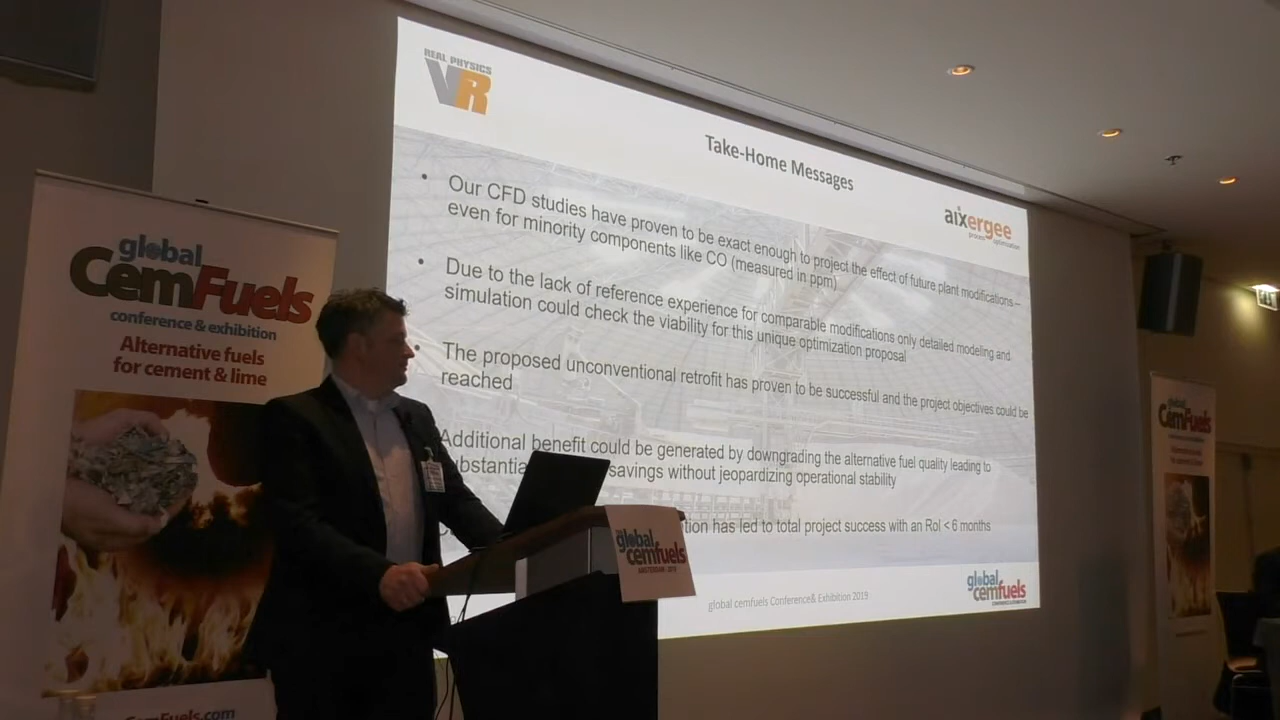 REAL PHYSICS
VR
Take-Home Messages
aixergee
process optimization
• Our CFD studies have proven to be exact enough to project the effect of future plant modifications –
even for minority components like CO (measured in ppm)
• Due to the lack of reference experience for comparable modifications only detailed modeling and
simulation could check the viability for this unique optimization proposal
• The proposed unconventional retrofit has proven to be successful and the project objectives could be
reached
Additional benefit could be generated by downgrading the alternative fuel quality leading to
savings without jeopardizing operational stability
has led to total project success with an RoI < 6 months
global cemfuels Conference& Exhibition 2019
global
cemfuels
global
CemFuels
conference & exhibition
Alternative fuels
for cement & lime
CemFuels.com
global
cemfuels
AMSTERDAM 2019
global
CemFuels